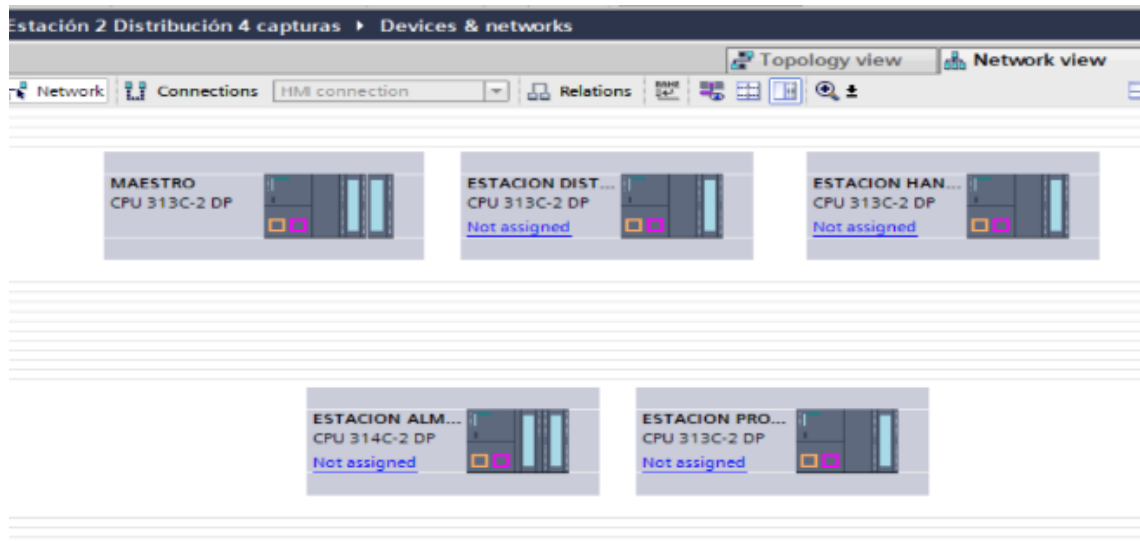 Estación 2 Distribución 4 capturas ▸ Devices & networks
Topology view Network view
Network Connections HMI connection Relations
MAESTRO
CPU 313C-2 DP
ESTACION DIST...
CPU 313C-2 DP
Not assigned
ESTACION HAN...
CPU 313C-2 DP
Not assigned
ESTACION ALM...
CPU 314C-2 DP
Not assigned
ESTACION PRO...
CPU 313C-2 DP
Not assigned